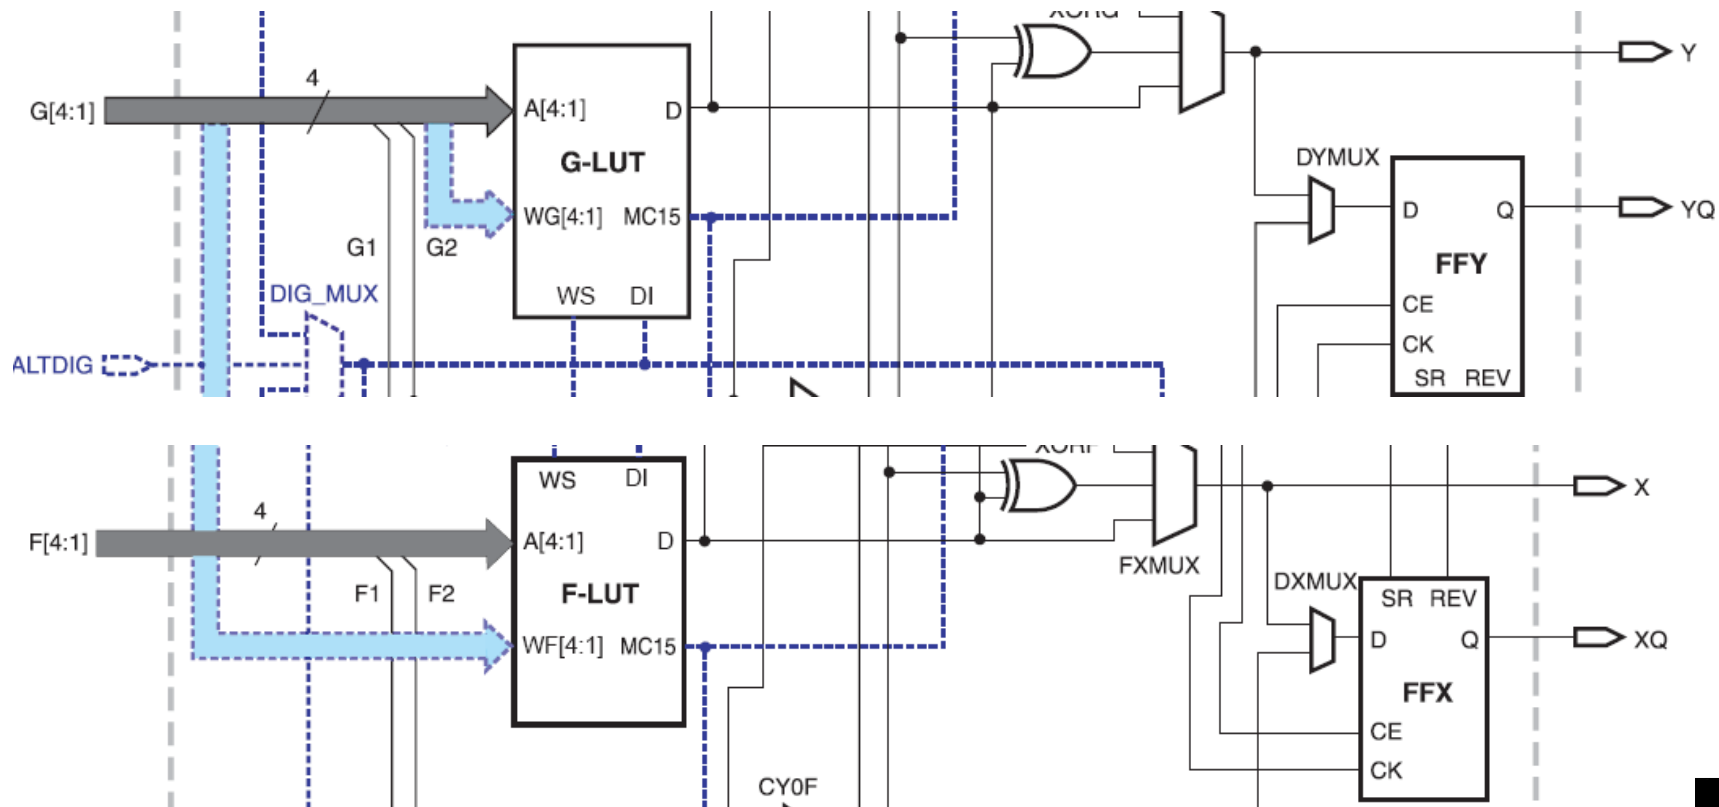 XORG
Y
4
G[4:1]
A[4:1]
D
G-LUT
DYMUX
WG[4:1]
MC15
D
Q
YQ
G1
G2
FFY
DIG_MUX
WS
DI
CE
CK
ALTDIG
SR
REV
XORF
WS
DI
X
4
F[4:1]
A[4:1]
D
FXMUX
F1
F2
F-LUT
DXMUX
SR
REV
WF[4:1]
MC15
D
Q
XQ
FFX
CE
CK
CY0F